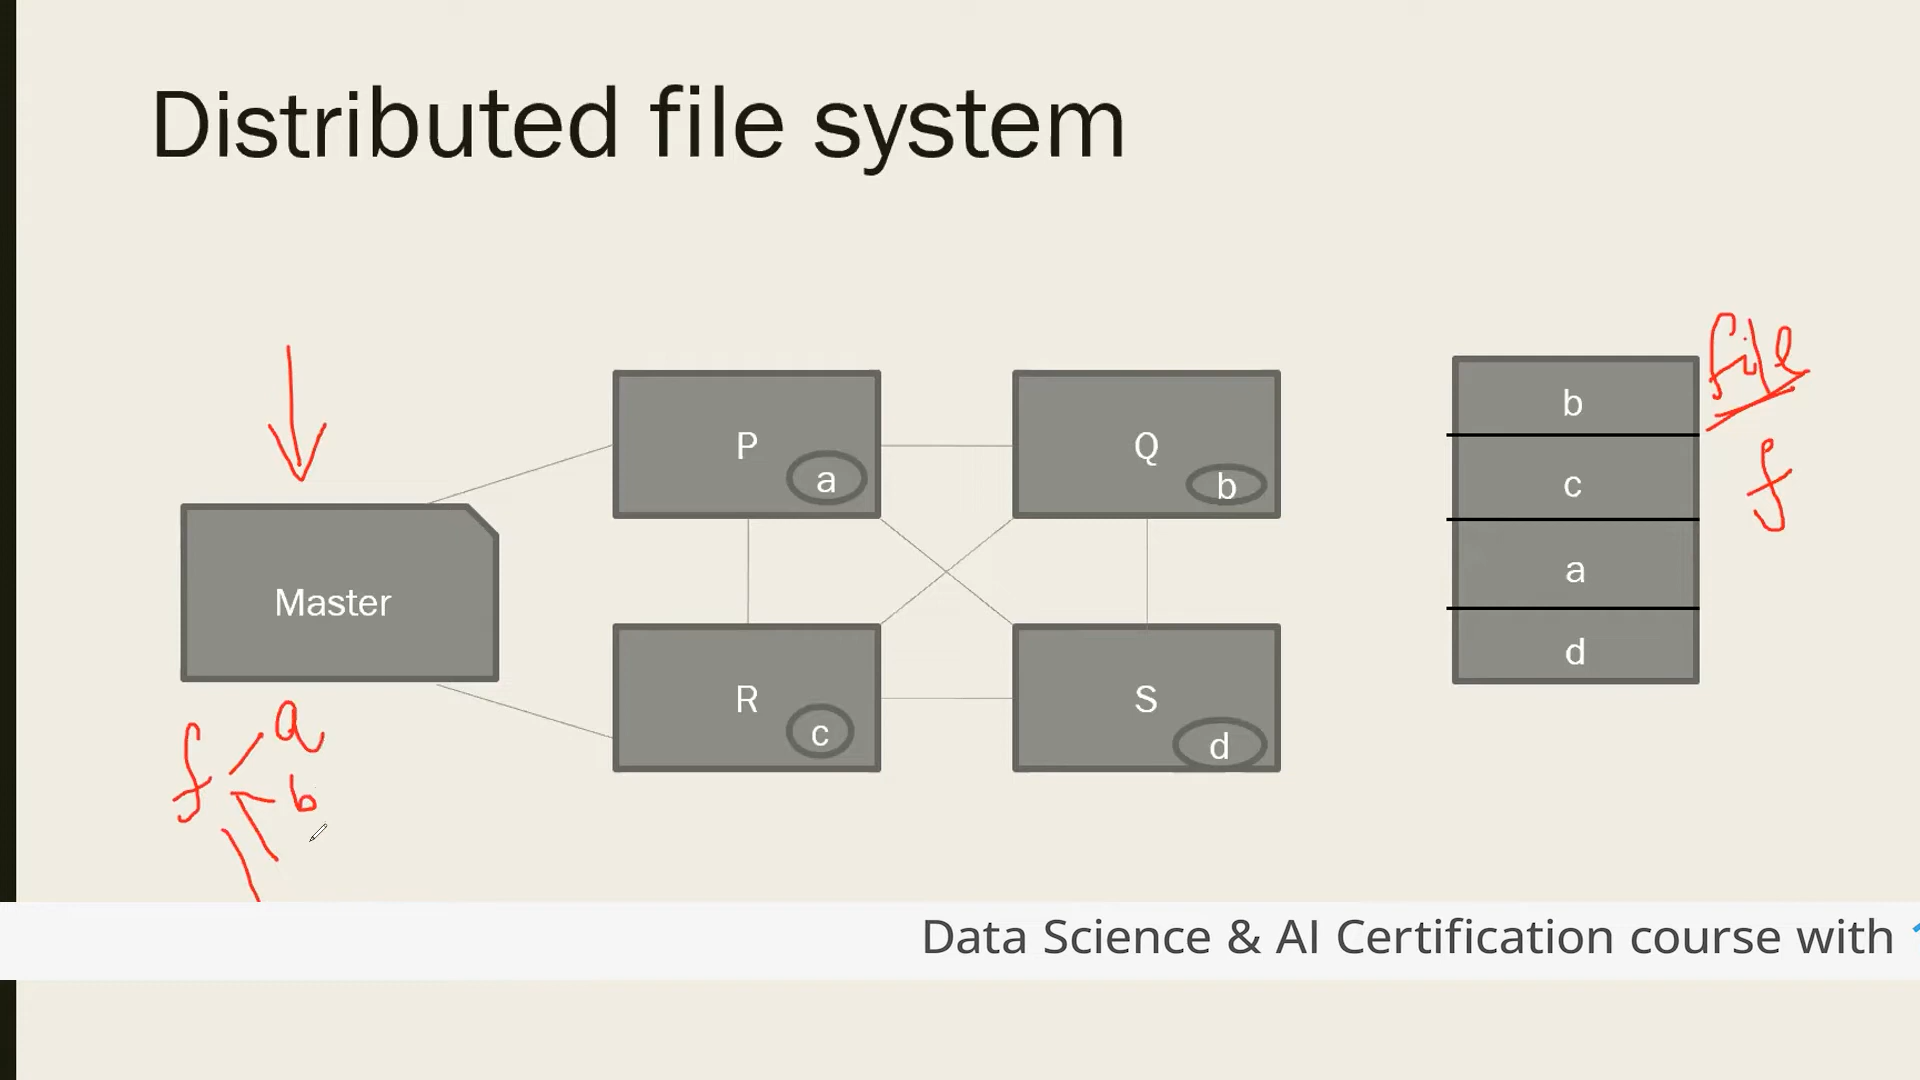 Distributed file system
P
a
Q
b
Master
R
c
S
d
b
c
a
d
file
f
f
a
b
Data Science & AI Certification course with